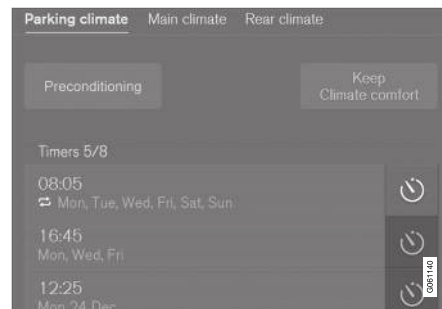 Parking climate Main climate Rear climate
Preconditioning
Keep
Climate comfort
Timers 5/8
08:05
Mon, Tue, Wed, Fri, Sat, Sun
16:45
Mon, Wed, Fri
12:25
Mon 24 Dec
G061140